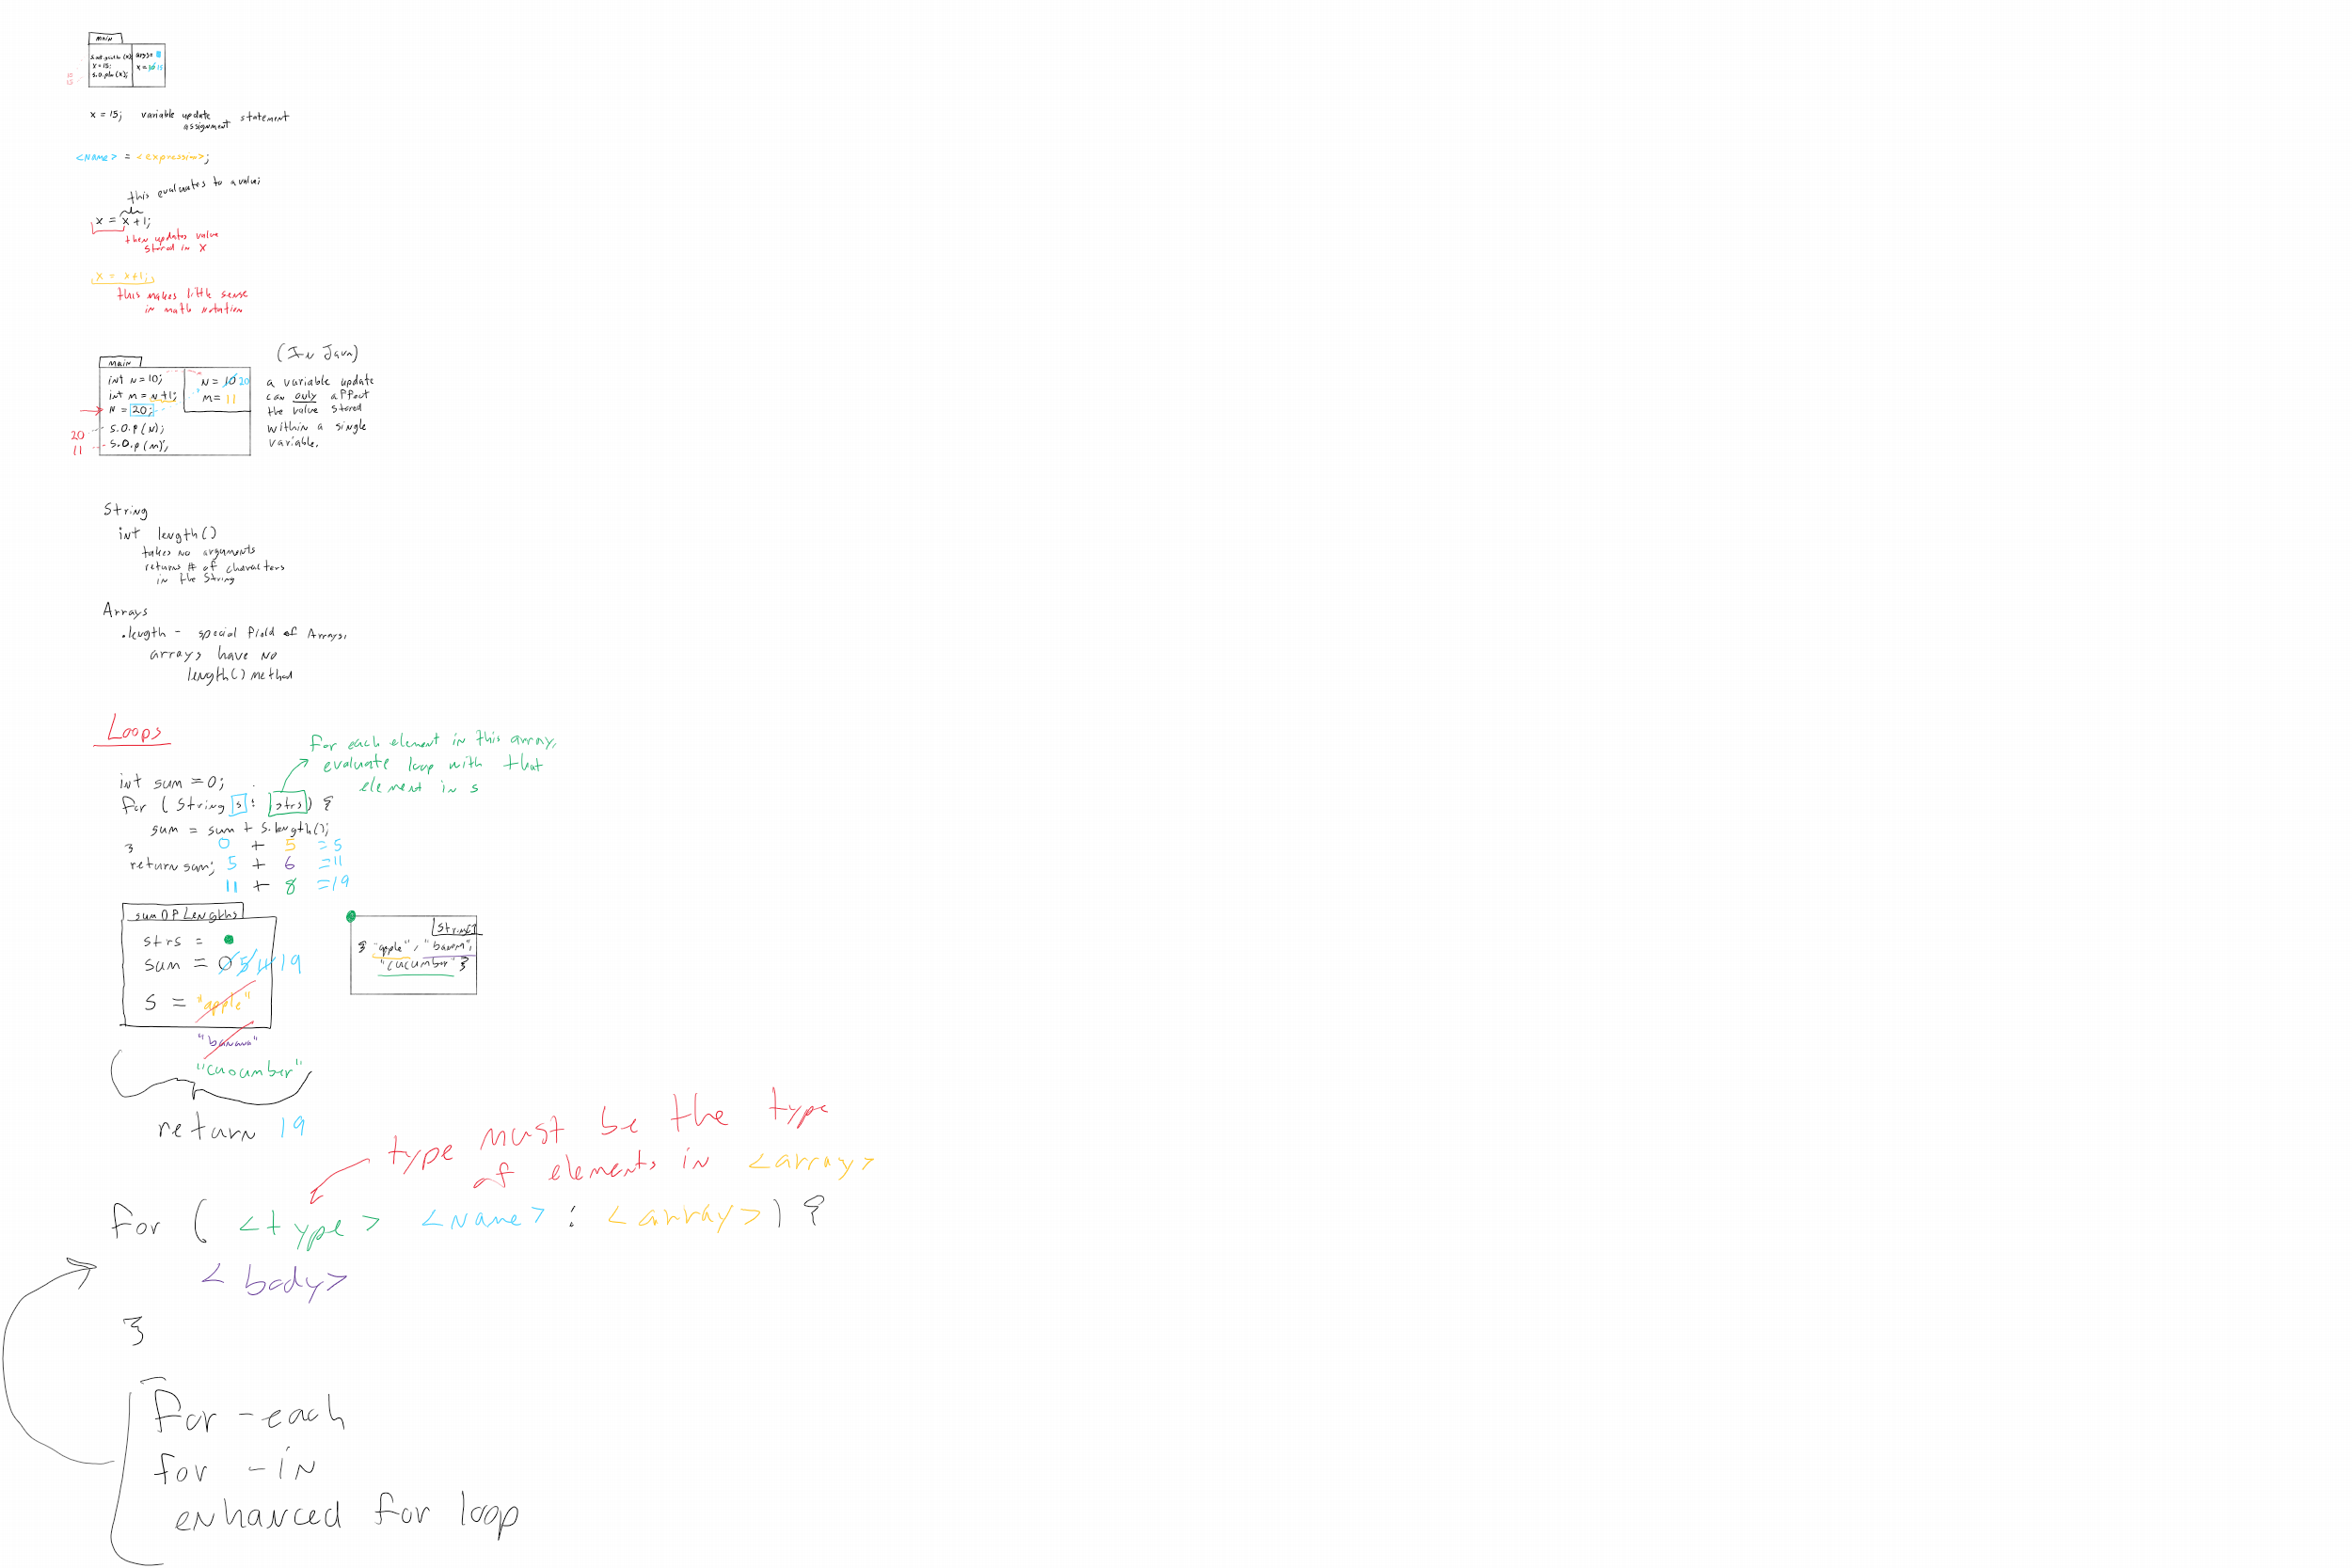 main
s.out.println(x) args=
x = 15; x = 10 15
S.O.pln(x);
10
15
x = 15; variable update statement
assignment
<name> = <expression>;
this evaluates to a value;
x = x +1;
then updates value
stored in x
x = x+1;
this makes little sense
in math notation
(In Java)
main
int n = 10; n = 10 20 a variable update
int m = n+1; m = 11 can only affect
n = 20; the value stored
20 S.O.p(n); within a single
11 S.O.p(m); variable.
String
int length()
takes no arguments
returns # of characters
in the String
Arrays
.length - special field of Arrays,
arrays have no
length() method
Loops
for each element in this array,
evaluate loop with that
element in s
int sum = 0;
for (String s : strs) {
sum = sum + s.length();
} 0 + 5 = 5
return sum; 5 + 6 = 11
11 + 8 = 19
sumOfLengths
strs =
sum = 0 5 11 19
s = "apple"
"banana"
"cucumber"
String[]
{ "apple", "banana",
"cucumber" }
return 19
type must be the type
of elements in <array>
for ( <type> <name> : <array> ) {
<body>
}
for-each
for -in
enhanced for loop